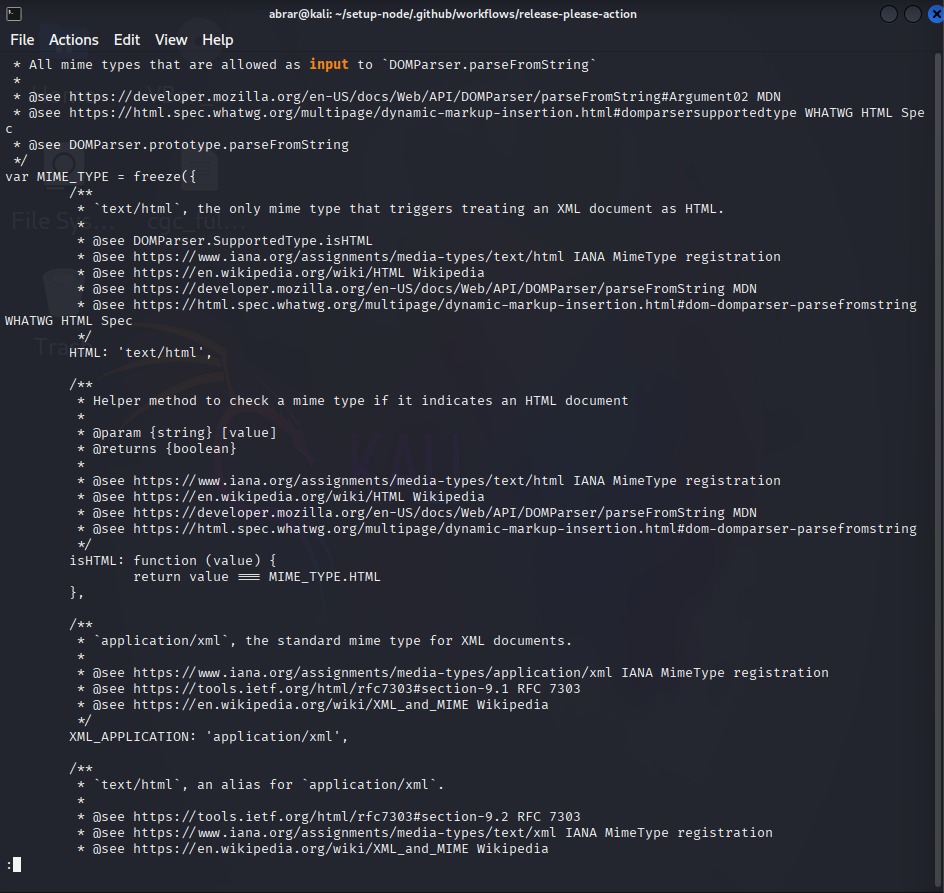 abrar@kali: ~/setup-node/.github/workflows/release-please-action
File Actions Edit View Help
* All mime types that are allowed as input to `DOMParser.parseFromString`
*
* @see https://developer.mozilla.org/en-US/docs/Web/API/DOMParser/parseFromString#Argument02 MDN
* @see https://html.spec.whatwg.org/multipage/dynamic-markup-insertion.html#domparsersupportedtype WHATWG HTML Spe
c
* @see DOMParser.prototype.parseFromString
*/
var MIME_TYPE = freeze({
/**
* `text/html`, the only mime type that triggers treating an XML document as HTML.
*
* @see DOMParser.SupportedType.isHTML
* @see https://www.iana.org/assignments/media-types/text/html IANA MimeType registration
* @see https://en.wikipedia.org/wiki/HTML Wikipedia
* @see https://developer.mozilla.org/en-US/docs/Web/API/DOMParser/parseFromString MDN
* @see https://html.spec.whatwg.org/multipage/dynamic-markup-insertion.html#dom-domparser-parsefromstring
WHATWG HTML Spec
*/
HTML: 'text/html',
/**
* Helper method to check a mime type if it indicates an HTML document
*
* @param {string} [value]
* @returns {boolean}
*
* @see https://www.iana.org/assignments/media-types/text/html IANA MimeType registration
* @see https://en.wikipedia.org/wiki/HTML Wikipedia
* @see https://developer.mozilla.org/en-US/docs/Web/API/DOMParser/parseFromString MDN
* @see https://html.spec.whatwg.org/multipage/dynamic-markup-insertion.html#dom-domparser-parsefromstring
*/
isHTML: function (value) {
return value === MIME_TYPE.HTML
},
/**
* `application/xml`, the standard mime type for XML documents.
*
* @see https://www.iana.org/assignments/media-types/application/xml IANA MimeType registration
* @see https://tools.ietf.org/html/rfc7303#section-9.1 RFC 7303
* @see https://en.wikipedia.org/wiki/XML_and_MIME Wikipedia
*/
XML_APPLICATION: 'application/xml',
/**
* `text/html`, an alias for `application/xml`.
*
* @see https://tools.ietf.org/html/rfc7303#section-9.2 RFC 7303
* @see https://www.iana.org/assignments/media-types/text/xml IANA MimeType registration
* @see https://en.wikipedia.org/wiki/XML_and_MIME Wikipedia
:
File Sys...
KALI